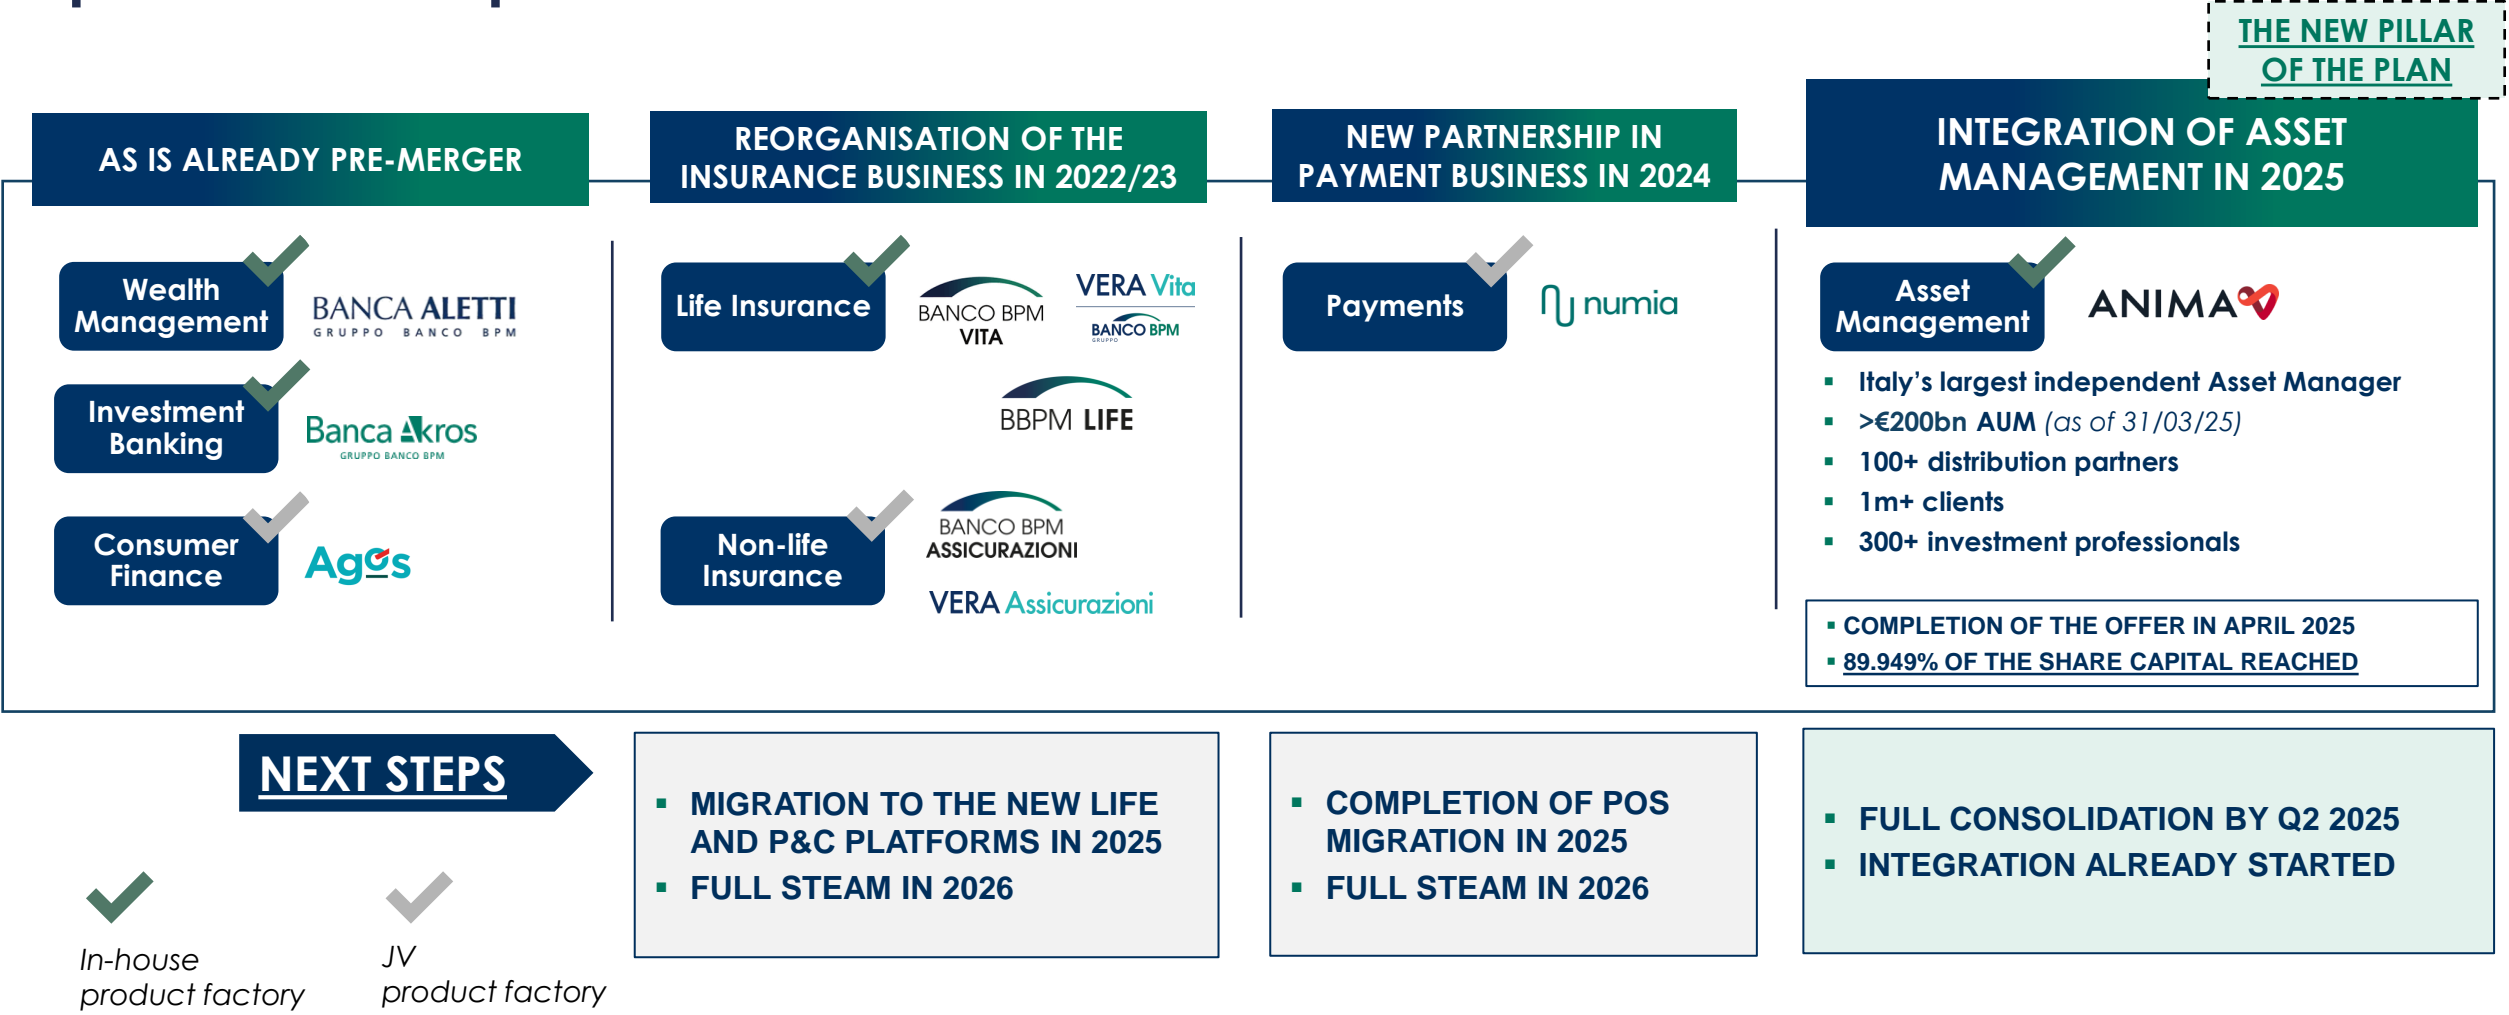 THE NEW PILLAR
OF THE PLAN
AS IS ALREADY PRE-MERGER
Wealth
Management
BANCA ALETTI
GRUPPO BANCO BPM
Investment
Banking
Banca Akros
GRUPPO BANCO BPM
Consumer
Finance
Agos
REORGANISATION OF THE
INSURANCE BUSINESS IN 2022/23
Life Insurance
BANCO BPM
VITA
VERA Vita
BANCO BPM
GRUPPO
BBPM LIFE
Non-life
Insurance
BANCO BPM
ASSICURAZIONI
VERA Assicurazioni
NEW PARTNERSHIP IN
PAYMENT BUSINESS IN 2024
Payments
numia
INTEGRATION OF ASSET
MANAGEMENT IN 2025
Asset
Management
ANIMA
▪ Italy's largest independent Asset Manager
▪ >€200bn AUM (as of 31/03/25)
▪ 100+ distribution partners
▪ 1m+ clients
▪ 300+ investment professionals
▪ COMPLETION OF THE OFFER IN APRIL 2025
▪ 89.949% OF THE SHARE CAPITAL REACHED
NEXT STEPS
▪ MIGRATION TO THE NEW LIFE
AND P&C PLATFORMS IN 2025
▪ FULL STEAM IN 2026
▪ COMPLETION OF POS
MIGRATION IN 2025
▪ FULL STEAM IN 2026
▪ FULL CONSOLIDATION BY Q2 2025
▪ INTEGRATION ALREADY STARTED
In-house
product factory
JV
product factory